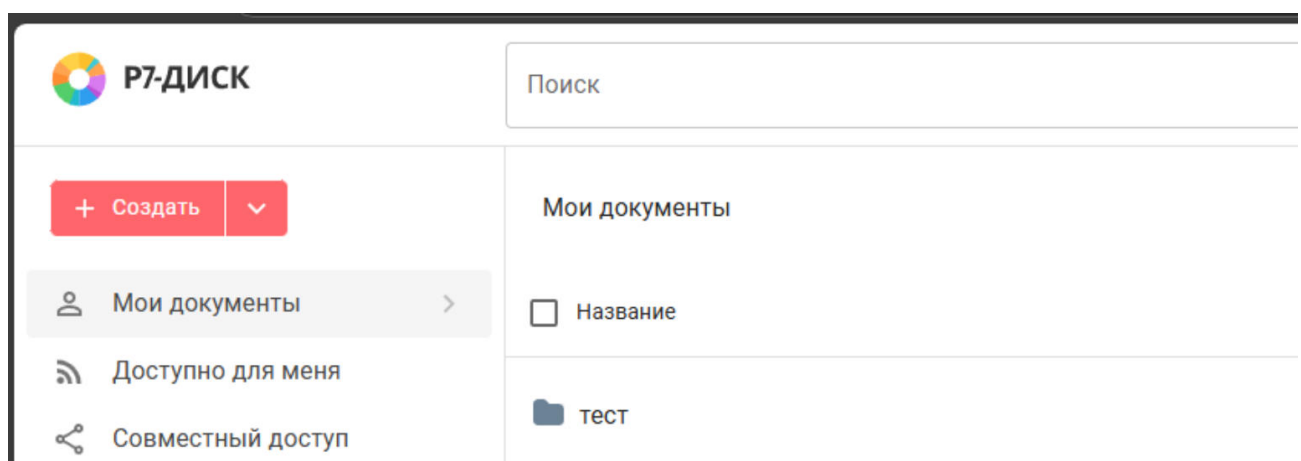 Р7-ДИСК
Поиск
+ Создать
Мои документы
Доступно для меня
Совместный доступ
Мои документы
Название
тест